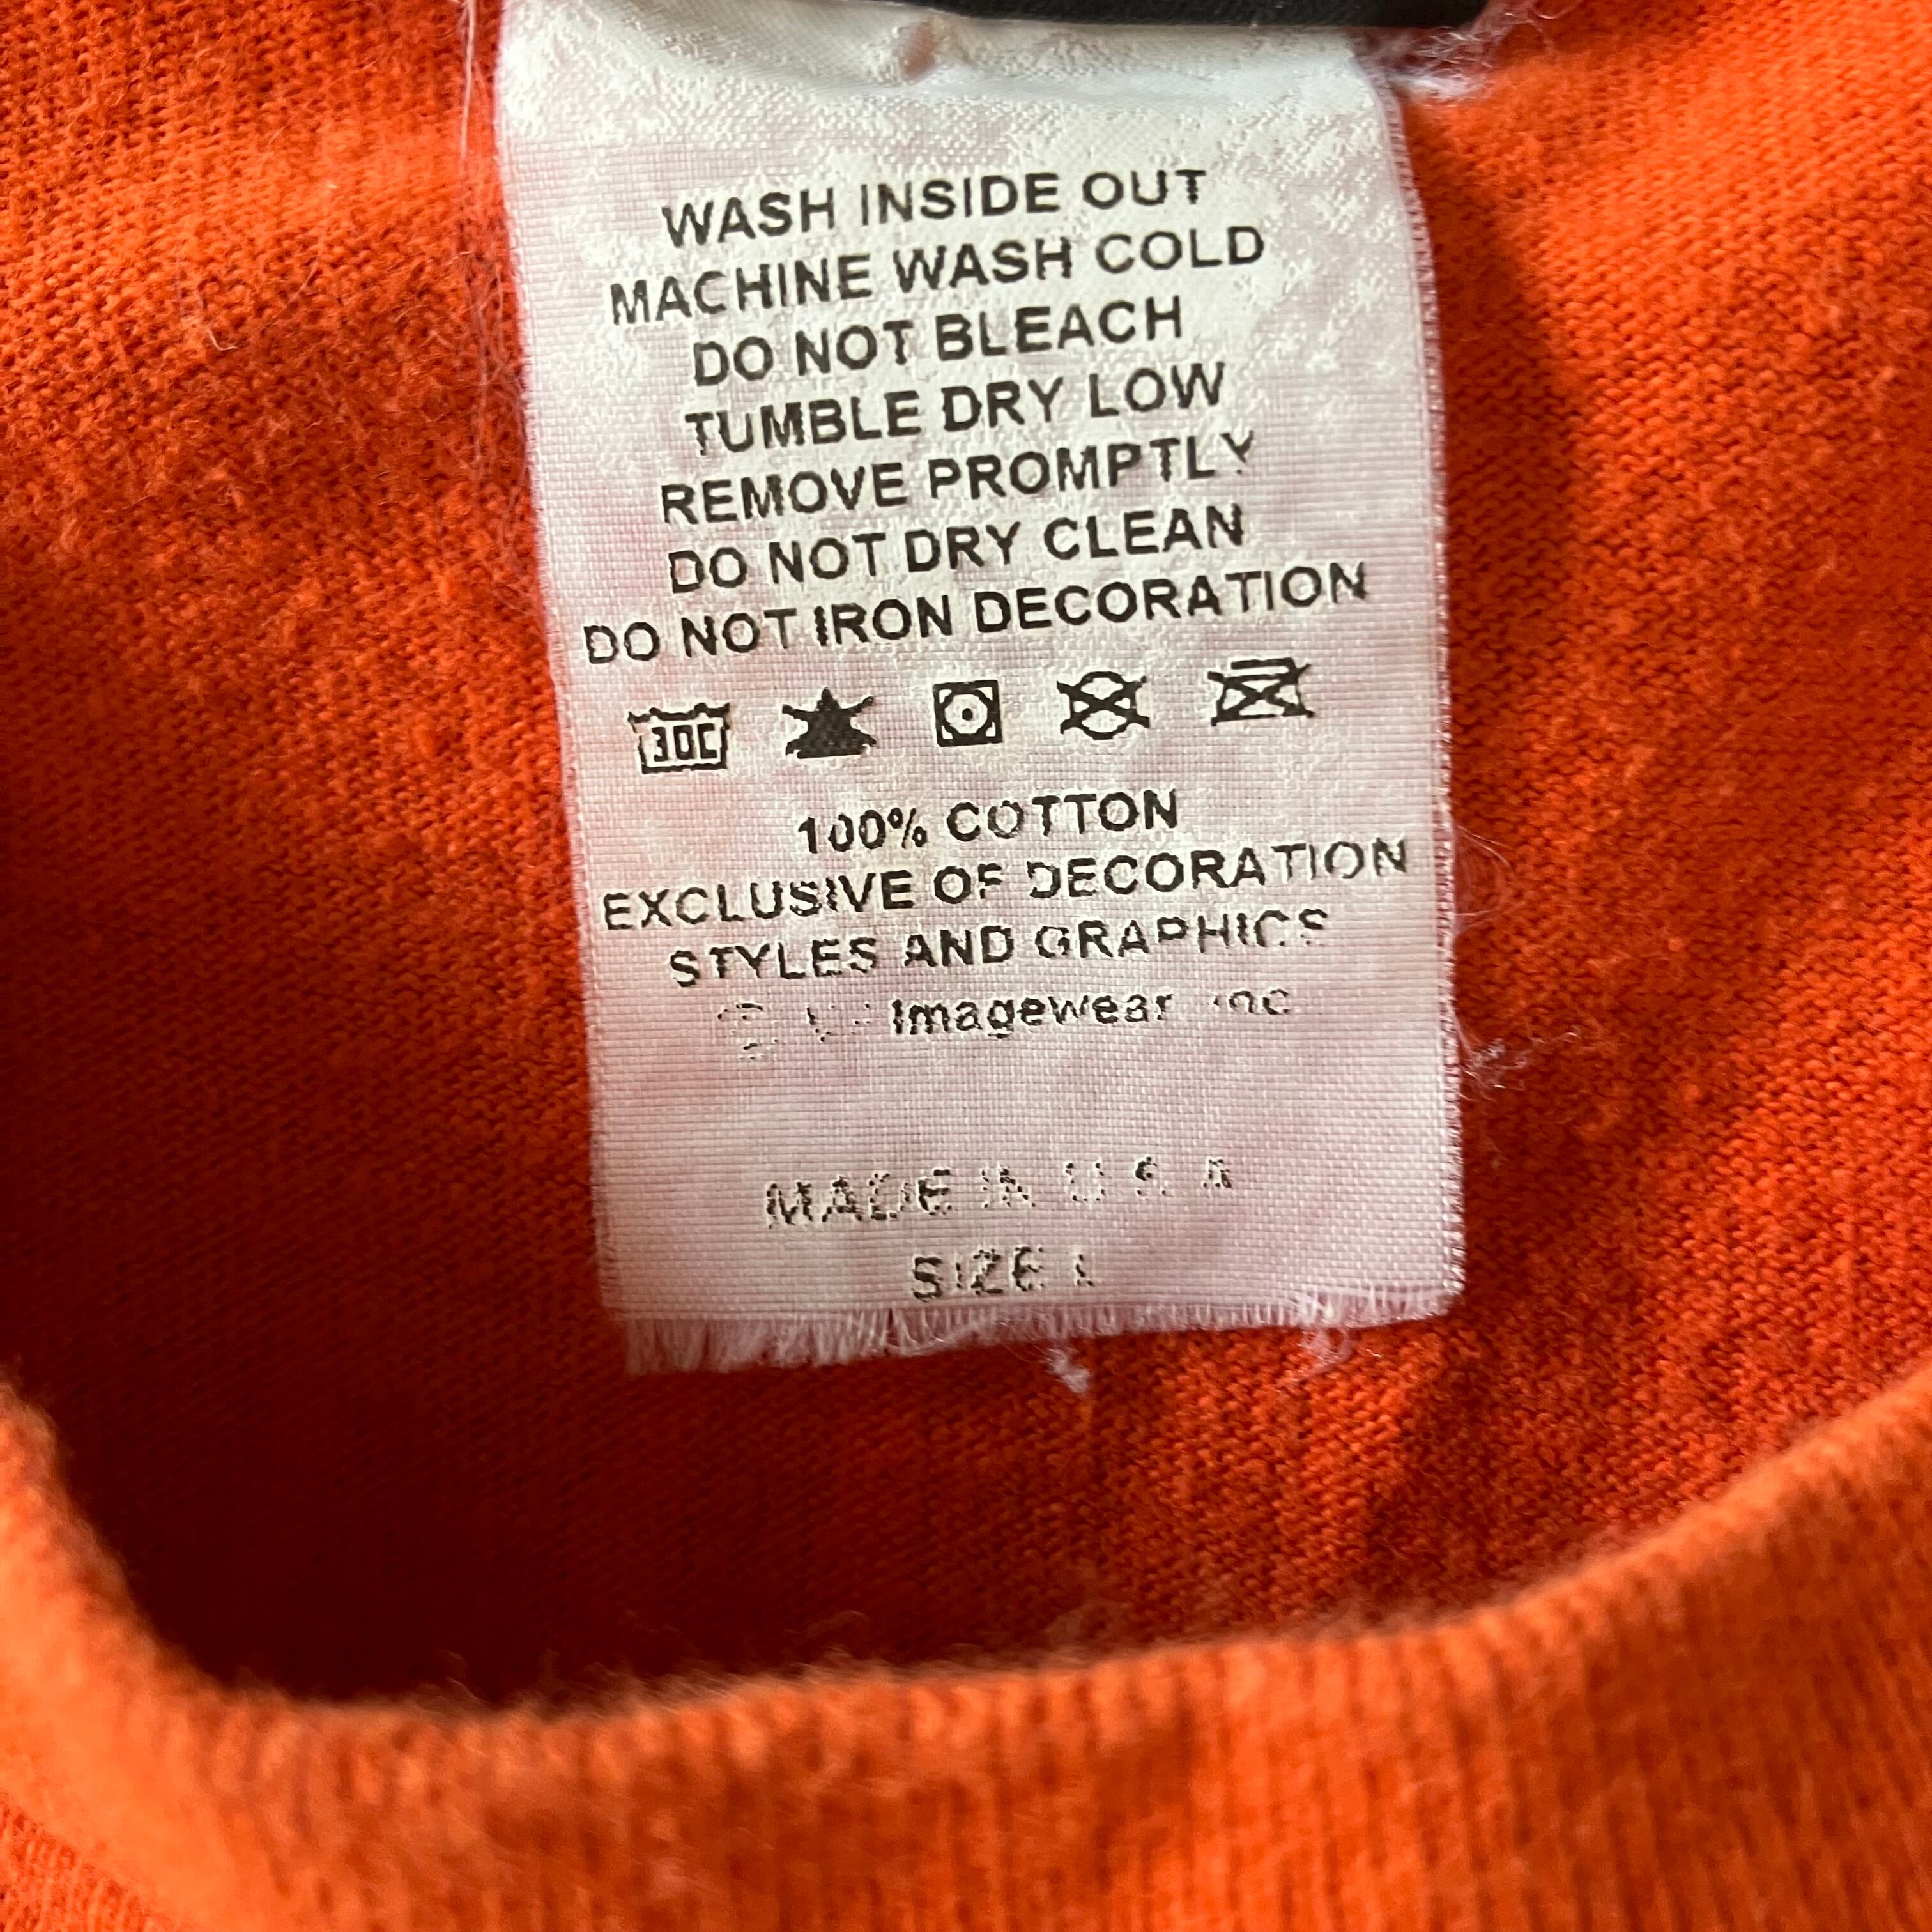 WASH INSIDE OUT
MACHINE WASH COLD
DO NOT BLEACH
TUMBLE DRY LOW
REMOVE PROMPTLY
DO NOT DRY CLEAN
DO NOT IRON DECORATION
30C
100% COTTON
EXCLUSIVE OF DECORATION
STYLES AND GRAPHICS
Imagewear Inc
MADE IN U.S.A
SIZE L